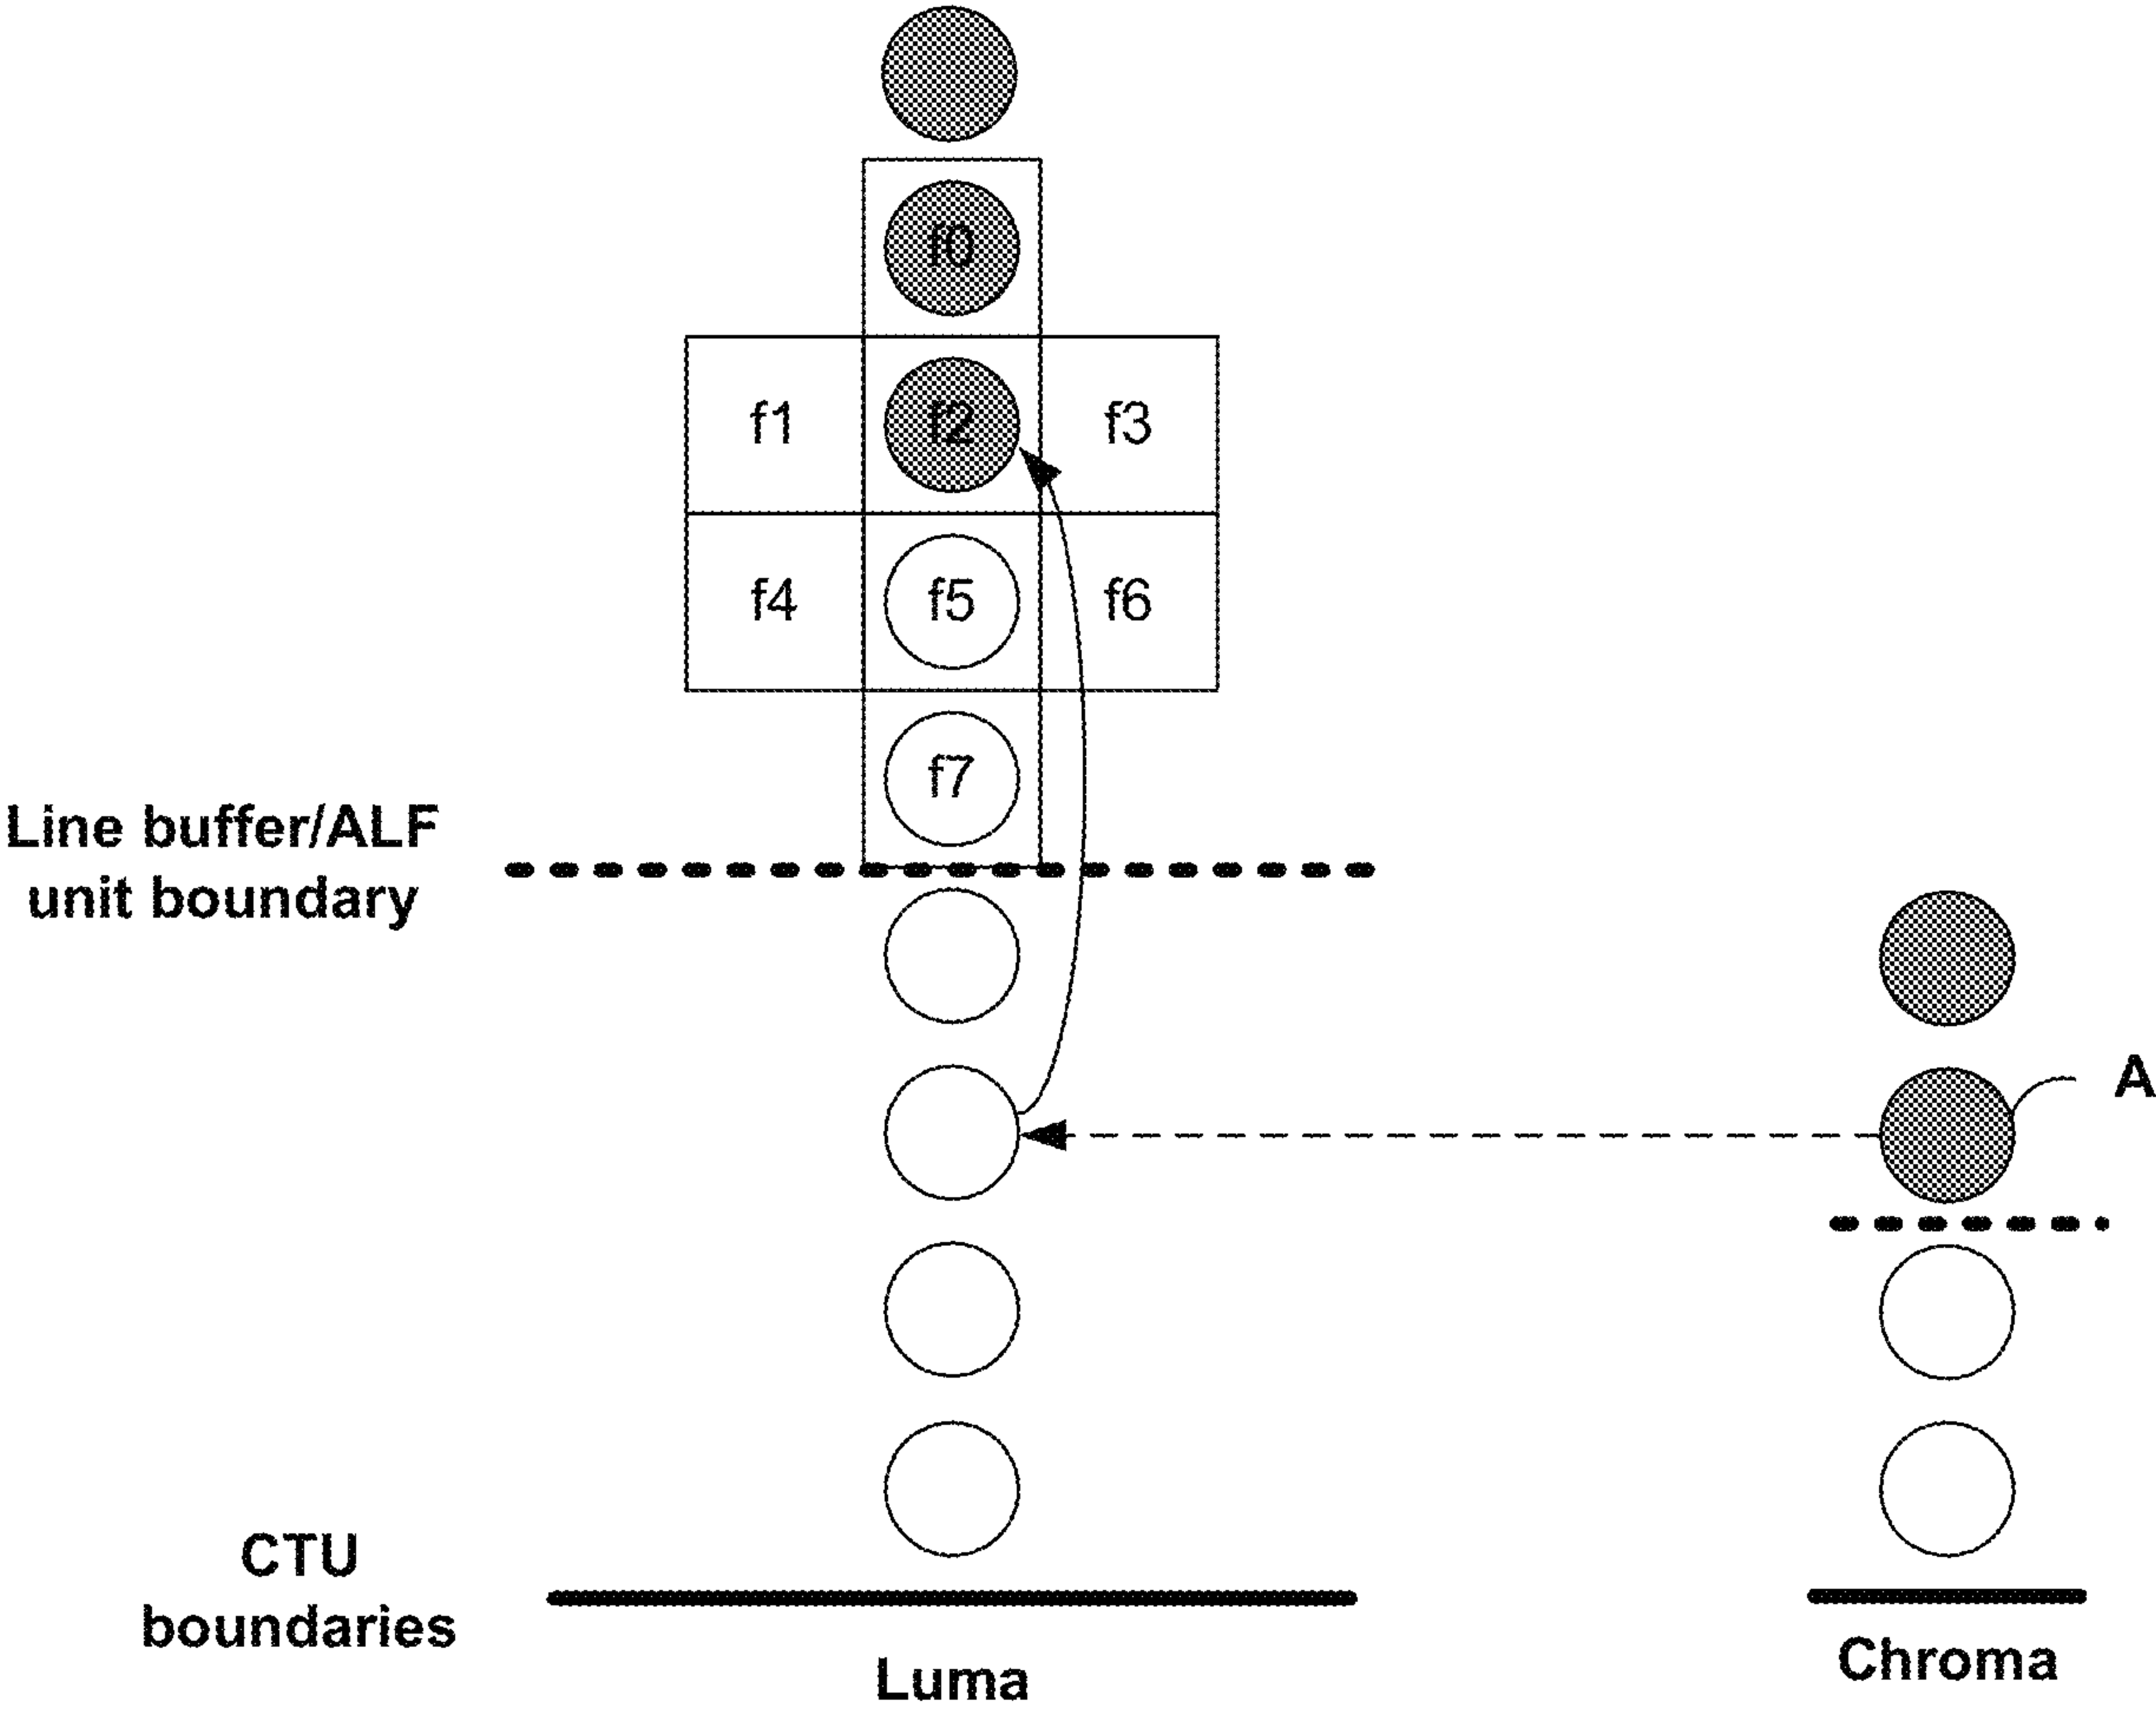 f0
f1 f2 f3
f4 f5 f6
f7
Line buffer/ALF
unit boundary
A
CTU
boundaries
Luma
Chroma